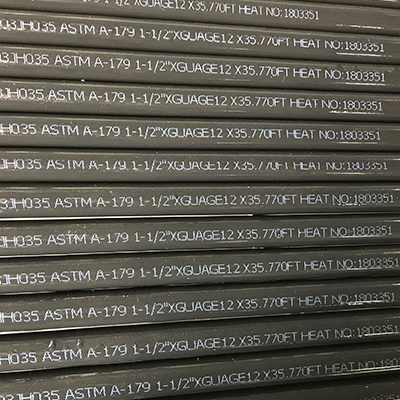 1-1/2"XGUAGE12 X35.770FT HEAT NO:1803351
3JH035 ASTM A-179 1-1/2"XGUAGE12 X35.770FT HEAT NO:1803351
JH035 ASTM A-179 1-1/2"XGUAGE12 X35.770FT HEAT NO:1803351
JH035 ASTM A-179 1-1/2"XGUAGE12 X35.770FT HEAT NO:1803351
JH035 ASTM A-179 1-1/2"XGUAGE12 X35.770FT HEAT NO:1803351
JH035 ASTM A-179 1-1/2"XGUAGE12 X35.770FT HEAT NO:1803351
JH035 ASTM A-179 1-1/2"XGUAGE12 X35.770FT HEAT NO:1803351
JH035 ASTM A-179 1-1/2"XGUAGE12 X35.770FT HEAT NO:1803351
3JH035 ASTM A-179 1-1/2"XGUAGE12 X35.770FT HEAT NO:1803351
JH035 ASTM A-179 1-1/2"XGUAGE12 X35.770FT HEAT NO:1803351
JH035 ASTM A-179 1-1/2"XGUAGE12 X35.770FT HEAT NO:1803351
JH035 ASTM A-179 1-1/2"XGUAGE12 X35.770FT HEAT NO:1803351